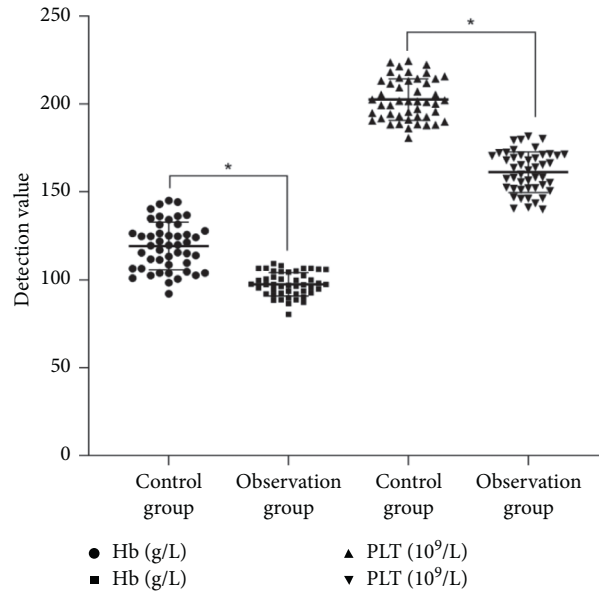 250
200
150
100
50
0
Detection value
*
*
Control group
Observation group
Control group
Observation group
● Hb (g/L)
■ Hb (g/L)
▲ PLT (10⁹/L)
▼ PLT (10⁹/L)